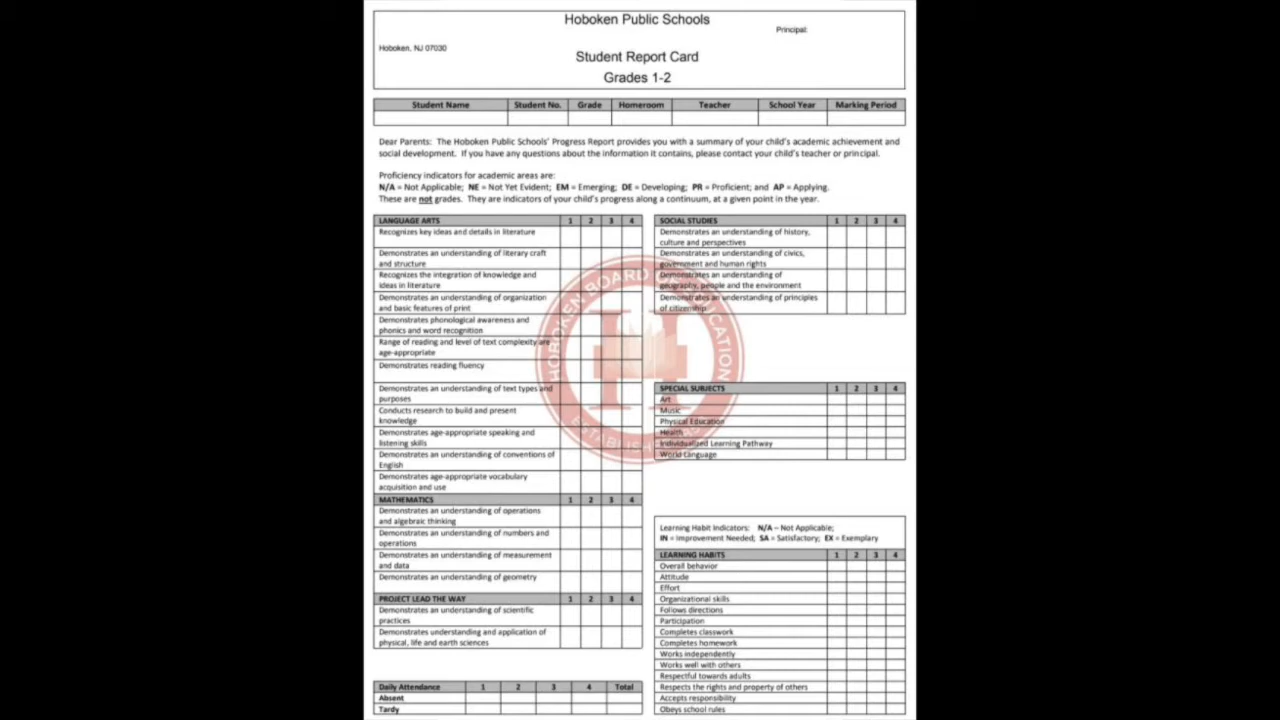 Hoboken Public Schools
Principal:
Hoboken, NJ 07030
Student Report Card
Grades 1-2
Student Name Student No. Grade Homeroom Teacher School Year Marking Period
Dear Parents: The Hoboken Public Schools' Progress Report provides you with a summary of your child's academic achievement and
social development. If you have any questions about the information it contains, please contact your child's teacher or principal.
Proficiency indicators for academic areas are:
N/A = Not Applicable; NE = Not Yet Evident; EM = Emerging; DE = Developing; PR = Proficient; and AP = Applying.
These are not grades. They are indicators of your child's progress along a continuum, at a given point in the year.
LANGUAGE ARTS 1 2 3 4
Recognizes key ideas and details in literature
Demonstrates an understanding of literary craft
and structure
Recognizes the integration of knowledge and
ideas in literature
Demonstrates an understanding of organization
and basic features of print
Demonstrates phonological awareness and
phonics and word recognition
Range of reading and level of text complexity are
age-appropriate
Demonstrates reading fluency
Demonstrates an understanding of text types and
purposes
Conducts research to build and present
knowledge
Demonstrates age-appropriate speaking and
listening skills
Demonstrates an understanding of conventions of
English
Demonstrates age-appropriate vocabulary
acquisition and use
MATHEMATICS 1 2 3 4
Demonstrates an understanding of operations
and algebraic thinking
Demonstrates an understanding of numbers and
operations
Demonstrates an understanding of measurement
and data
Demonstrates an understanding of geometry
PROJECT LEAD THE WAY 1 2 3 4
Demonstrates an understanding of scientific
practices
Demonstrates understanding and application of
physical, life and earth sciences
Daily Attendance 1 2 3 4 Total
Absent
Tardy
SOCIAL STUDIES 1 2 3 4
Demonstrates an understanding of history,
culture and perspectives
Demonstrates an understanding of civics,
government and human rights
Demonstrates an understanding of
geography, people and the environment
Demonstrates an understanding of principles
of citizenship
SPECIAL SUBJECTS 1 2 3 4
Art
Music
Physical Education
Health
Individualized Learning Pathway
World Language
Learning Habit Indicators: N/A – Not Applicable;
IN = Improvement Needed; SA = Satisfactory; EX = Exemplary
LEARNING HABITS 1 2 3 4
Overall behavior
Attitude
Effort
Organizational skills
Follows directions
Participation
Completes classwork
Completes homework
Works independently
Works well with others
Respectful towards adults
Respects the rights and property of others
Accepts responsibility
Obeys school rules
HOBOKEN BOARD OF EDUCATION